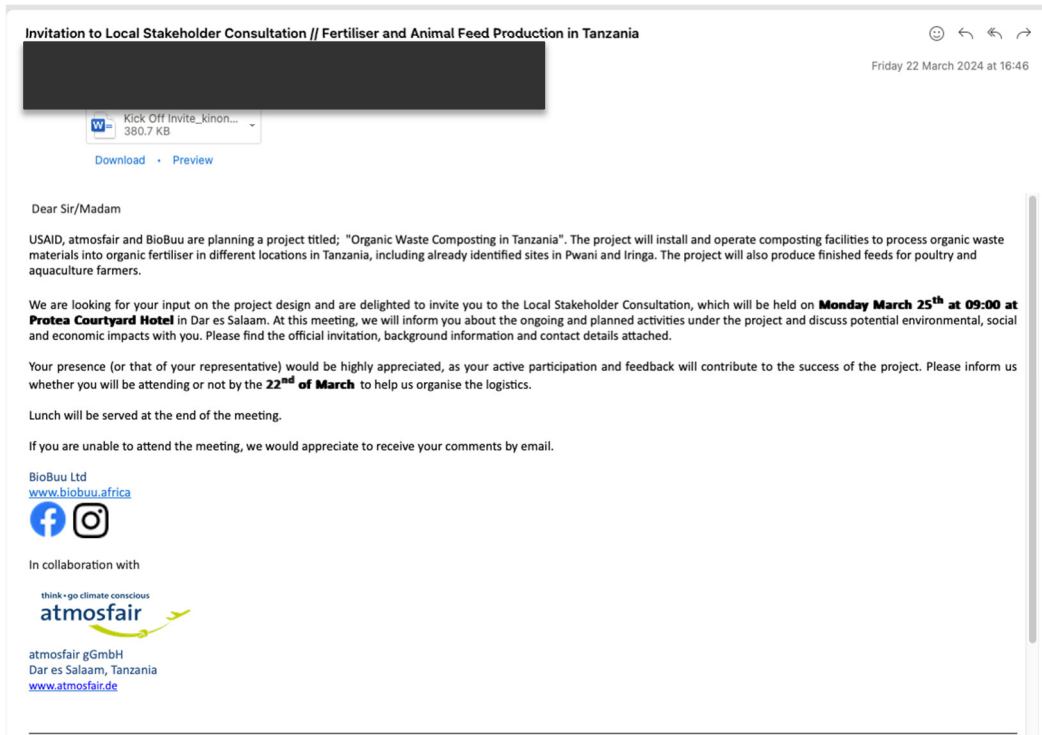 Invitation to Local Stakeholder Consultation // Fertiliser and Animal Feed Production in Tanzania
Friday 22 March 2024 at 16:46
Kick Off Invite_kinon...
380.7 KB
Download • Preview
Dear Sir/Madam
USAID, atmosfair and BioBuu are planning a project titled; "Organic Waste Composting in Tanzania". The project will install and operate composting facilities to process organic waste
materials into organic fertiliser in different locations in Tanzania, including already identified sites in Pwani and Iringa. The project will also produce finished feeds for poultry and
aquaculture farmers.
We are looking for your input on the project design and are delighted to invite you to the Local Stakeholder Consultation, which will be held on Monday March 25th at 09:00 at
Protea Courtyard Hotel in Dar es Salaam. At this meeting, we will inform you about the ongoing and planned activities under the project and discuss potential environmental, social
and economic impacts with you. Please find the official invitation, background information and contact details attached.
Your presence (or that of your representative) would be highly appreciated, as your active participation and feedback will contribute to the success of the project. Please inform us
whether you will be attending or not by the 22nd of March to help us organise the logistics.
Lunch will be served at the end of the meeting.
If you are unable to attend the meeting, we would appreciate to receive your comments by email.
BioBuu Ltd
www.biobuu.africa
In collaboration with
think•go climate conscious
atmosfair
atmosfair gGmbH
Dar es Salaam, Tanzania
www.atmosfair.de